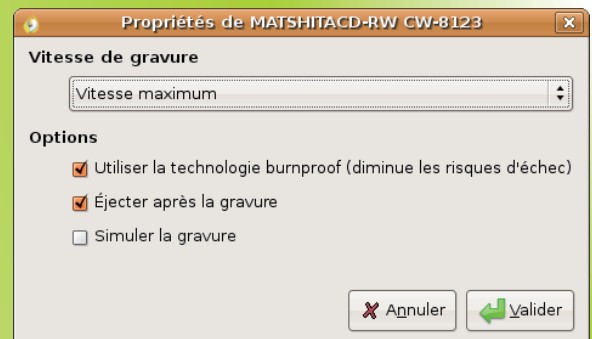 Propriétés de MATSHITACD-RW CW-8123
Vitesse de gravure
Vitesse maximum
Options
Utiliser la technologie burnproof (diminue les risques d'échec)
Éjecter après la gravure
Simuler la gravure
Annuler
Valider